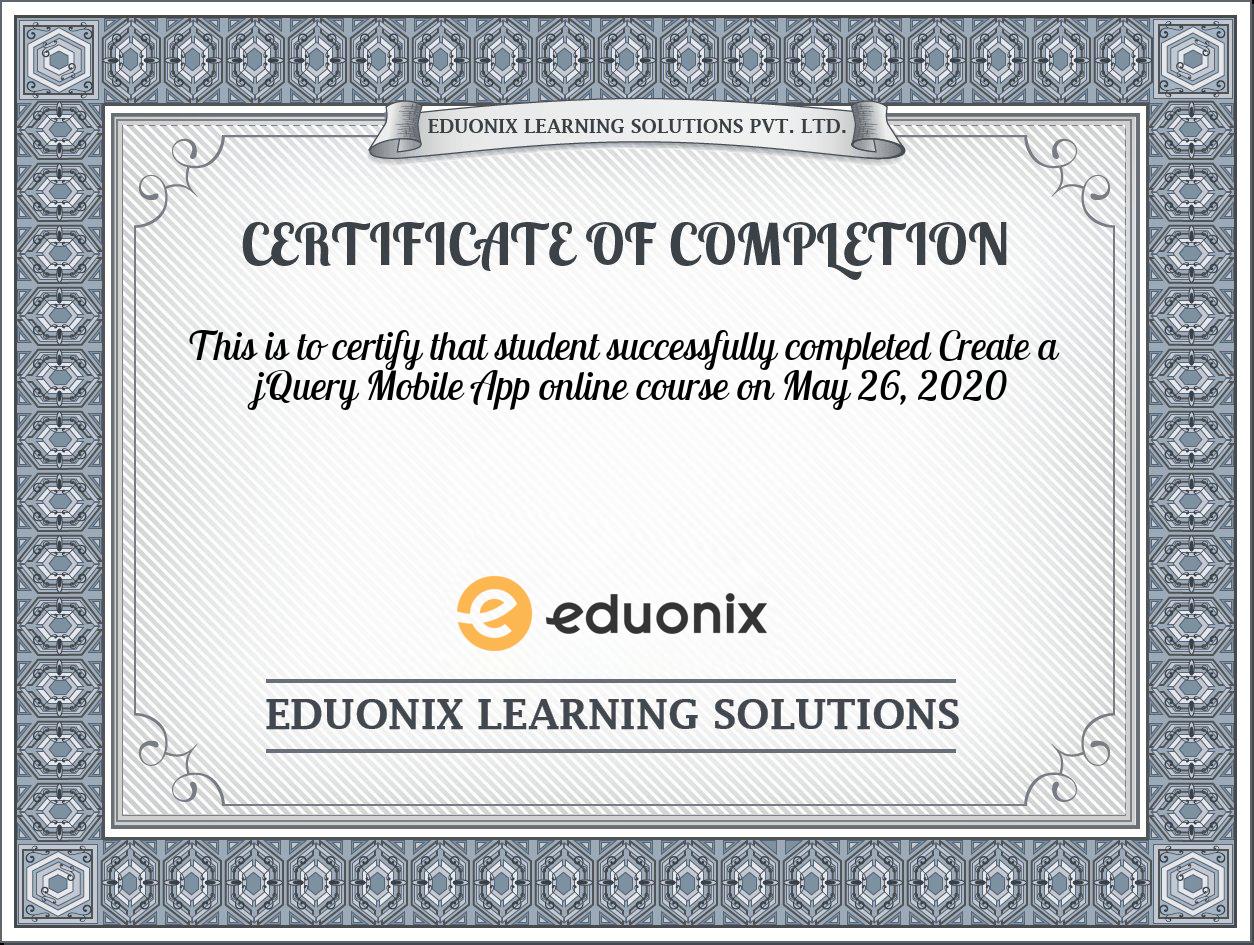 EDUONIX LEARNING SOLUTIONS PVT. LTD.
CERTIFICATE OF COMPLETION
This is to certify that student successfully completed Create a
jQuery Mobile App online course on May 26, 2020
e eduonix
EDUONIX LEARNING SOLUTIONS